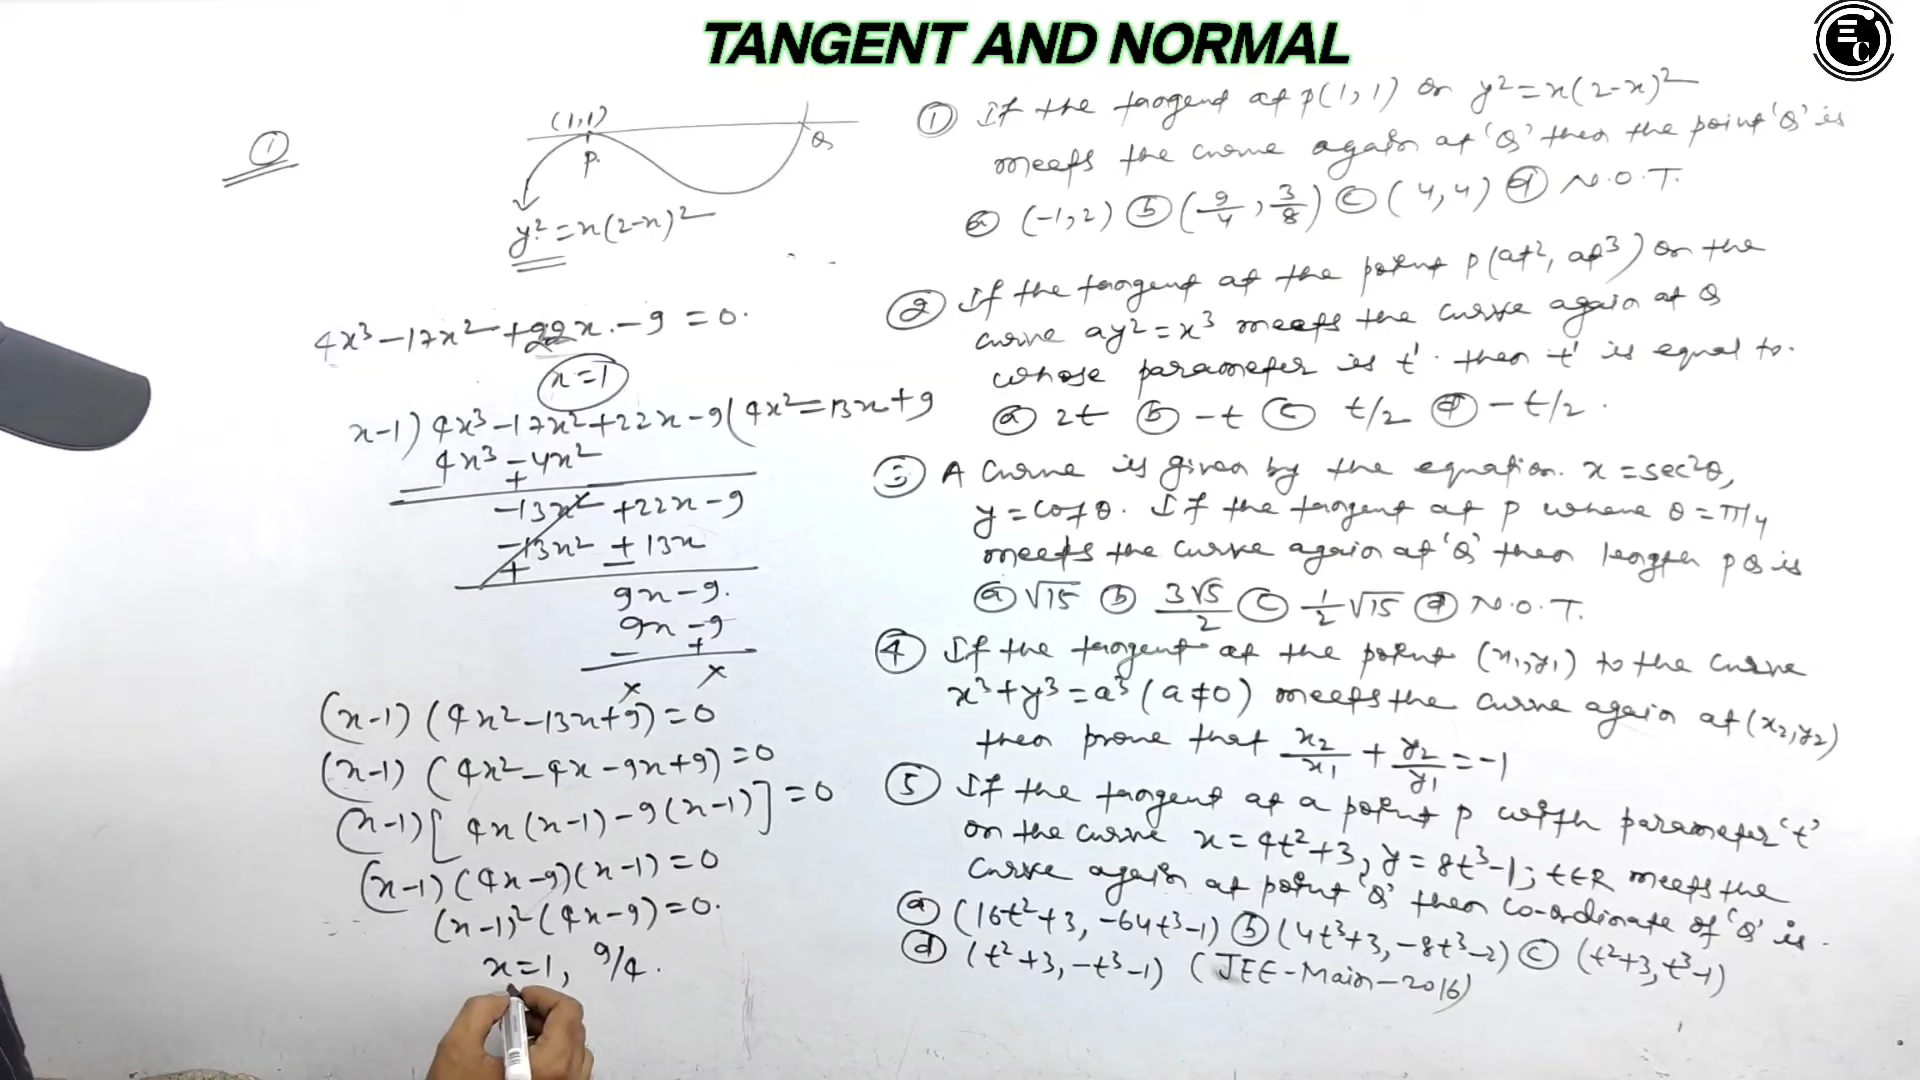 TANGENT AND NORMAL
EC
①
(1,1)
P.
Q
y² = x(2-x)²
4x³-17x²+22x-9 = 0.
x=1
x-1) 4x³-17x²+22x-9 ( 4x²-13x+9
4x³-4x²
- +
-13x²+22x-9
-13x² + 13x
+ -
9x-9.
9x-9
- +
x x
(x-1) (4x²-13x+9) = 0
(x-1) (4x²-4x-9x+9) = 0
(x-1) [4x(x-1)-9(x-1)] = 0
(x-1)(4x-9)(x-1) = 0
(x-1)²(4x-9) = 0.
x=1, 9/4.
① If the tangent at P(1,1) on y² = x(2-x)²
meets the curve again at 'Q' then the point 'Q' is
ⓐ (-1,2) ⓑ (9/4, 3/8) ⓒ (4,4) ⓓ N.O.T.
② If the tangent at the point P(at², at³) on the
curve ay² = x³ meets the curve again at Q
whose parameter is t'. then t' is equal to.
ⓐ 2t ⓑ -t ⓒ t/2 ⓓ -t/2.
③ A curve is given by the equation. x = sec²θ,
y = cotθ. If the tangent at P where θ = π/4
meets the curve again at 'Q' then length PQ is
ⓐ √15 ⓑ 3√5/2 ⓒ 1/2 √15 ⓓ N.O.T.
④ If the tangent at the point (x₁,y₁) to the curve
x³+y³=a³ (a≠0) meets the curve again at (x₂,y₂)
then prove that x₂/x₁ + y₂/y₁ = -1
⑤ If the tangent at a point P with parameter 't'
on the curve x = 4t²+3, y = 8t³-1; t∈R meets the
curve again at point 'Q' then co-ordinate of 'Q' is.
ⓐ (16t²+3, -64t³-1) ⓑ (4t³+3, -8t³-2) ⓒ (t²+3, t³-1)
ⓓ (t²+3, -t³-1) (JEE-Main-2016)